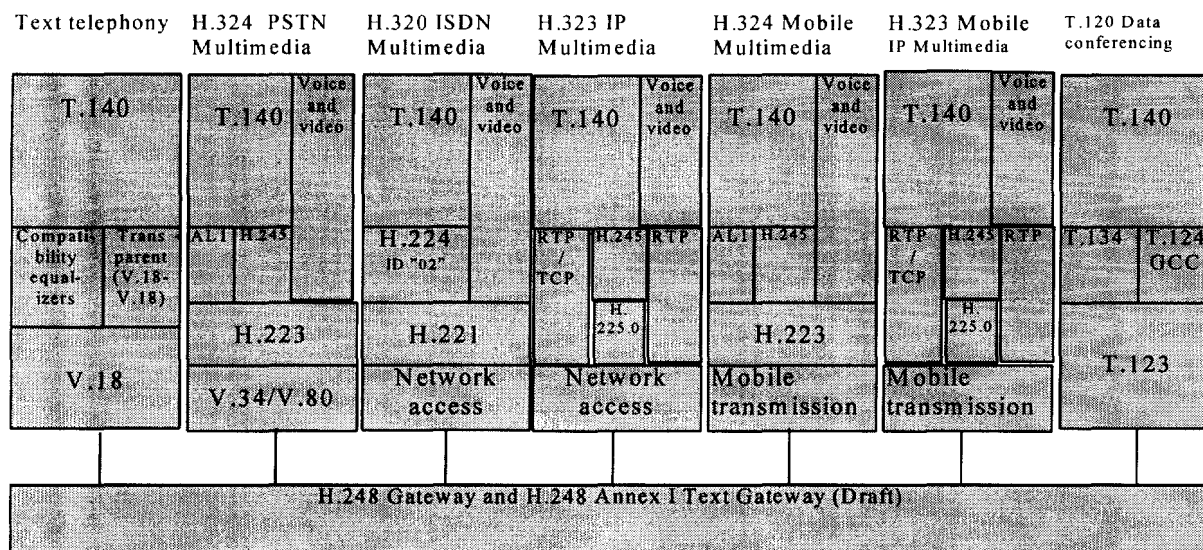 Text telephony
H.324 PSTN
Multimedia
H.320 ISDN
Multimedia
H.323 IP
Multimedia
H.324 Mobile
Multimedia
H.323 Mobile
IP Multimedia
T.120 Data
conferencing
T.140
Compati-
bility
equal-
izers
Trans
parent
(V.18-
V.18)
V.18
T.140
Voice
and
video
AL1
H.245
H.223
V.34/V.80
T.140
Voice
and
video
H.224
ID "02"
H.221
Network
access
T.140
Voice
and
video
RTP
/
TCP
H.245
RTP
H.
225.0
Network
access
T.140
Voice
and
video
AL1
H.245
H.223
Mobile
transmission
T.140
Voice
and
video
RTP
/
TCP
H.245
RTP
H.
225.0
Mobile
transmission
T.140
T.134
T.124
GCC
T.123
H.248 Gateway and H.248 Annex I Text Gateway (Draft)